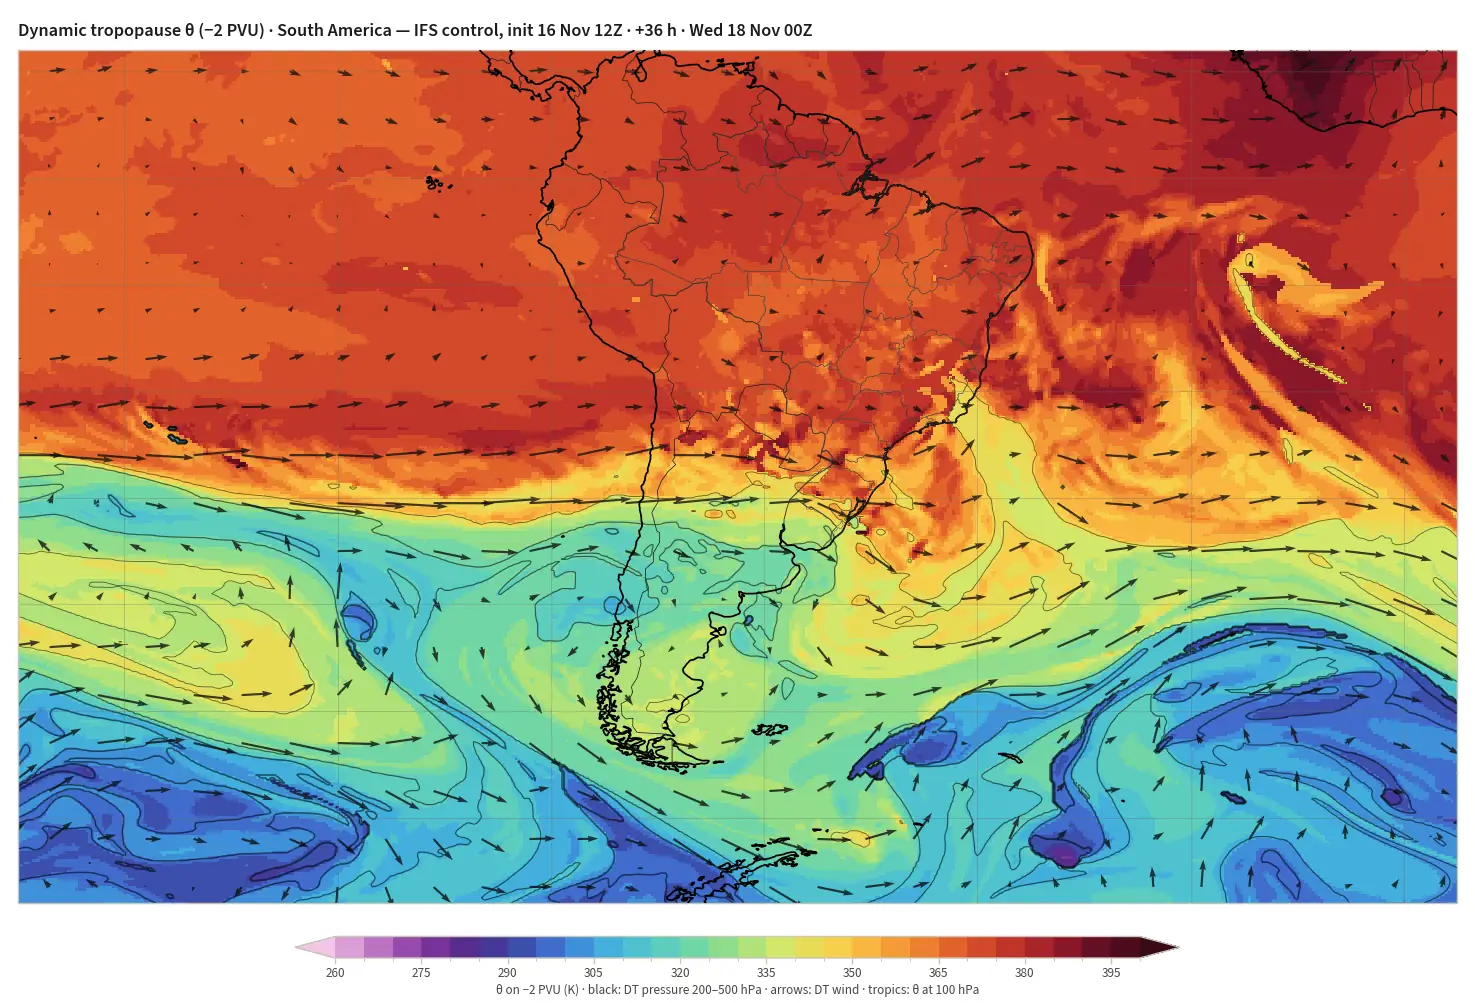 Dynamic tropopause θ (−2 PVU) · South America — IFS control, init 16 Nov 12Z · +36 h · Wed 18 Nov 00Z
260 275 290 305 320 335 350 365 380 395
θ on −2 PVU (K) · black: DT pressure 200–500 hPa · arrows: DT wind · tropics: θ at 100 hPa